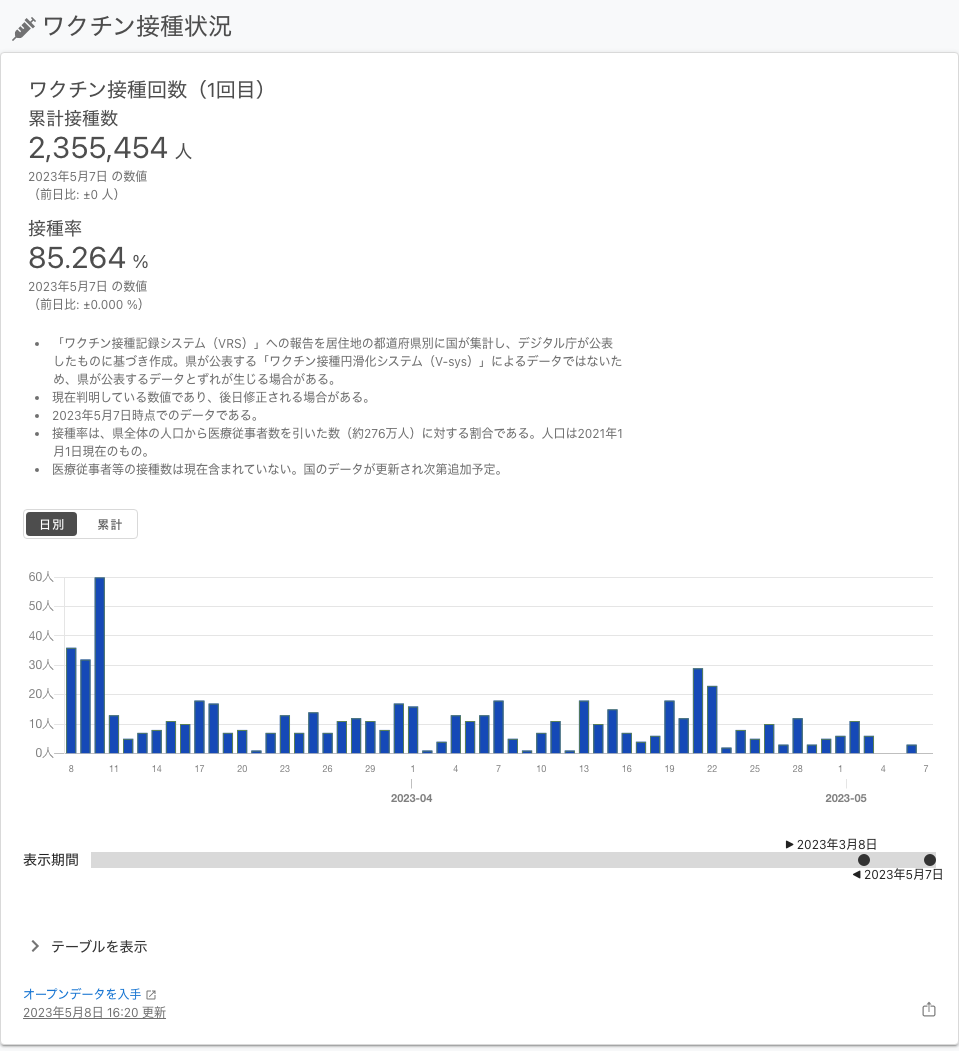 ワクチン接種状況
ワクチン接種回数（1回目）
累計接種数
2,355,454 人
2023年5月7日 の数値
（前日比: ±0 人）
接種率
85.264 %
2023年5月7日 の数値
（前日比: ±0.000 %）
• 「ワクチン接種記録システム（VRS）」への報告を居住地の都道府県別に国が集計し、デジタル庁が公表
したものに基づき作成。県が公表する「ワクチン接種円滑化システム（V-sys）」によるデータではないた
め、県が公表するデータとずれが生じる場合がある。
• 現在判明している数値であり、後日修正される場合がある。
• 2023年5月7日時点でのデータである。
• 接種率は、県全体の人口から医療従事者数を引いた数（約276万人）に対する割合である。人口は2021年1
月1日現在のもの。
• 医療従事者等の接種数は現在含まれていない。国のデータが更新され次第追加予定。
日別 累計
60人
50人
40人
30人
20人
10人
0人
8 11 14 17 20 23 26 29 1 4 7 10 13 16 19 22 25 28 1 4 7
2023-04 2023-05
▶ 2023年3月8日
表示期間
◀ 2023年5月7日
テーブルを表示
オープンデータを入手
2023年5月8日 16:20 更新